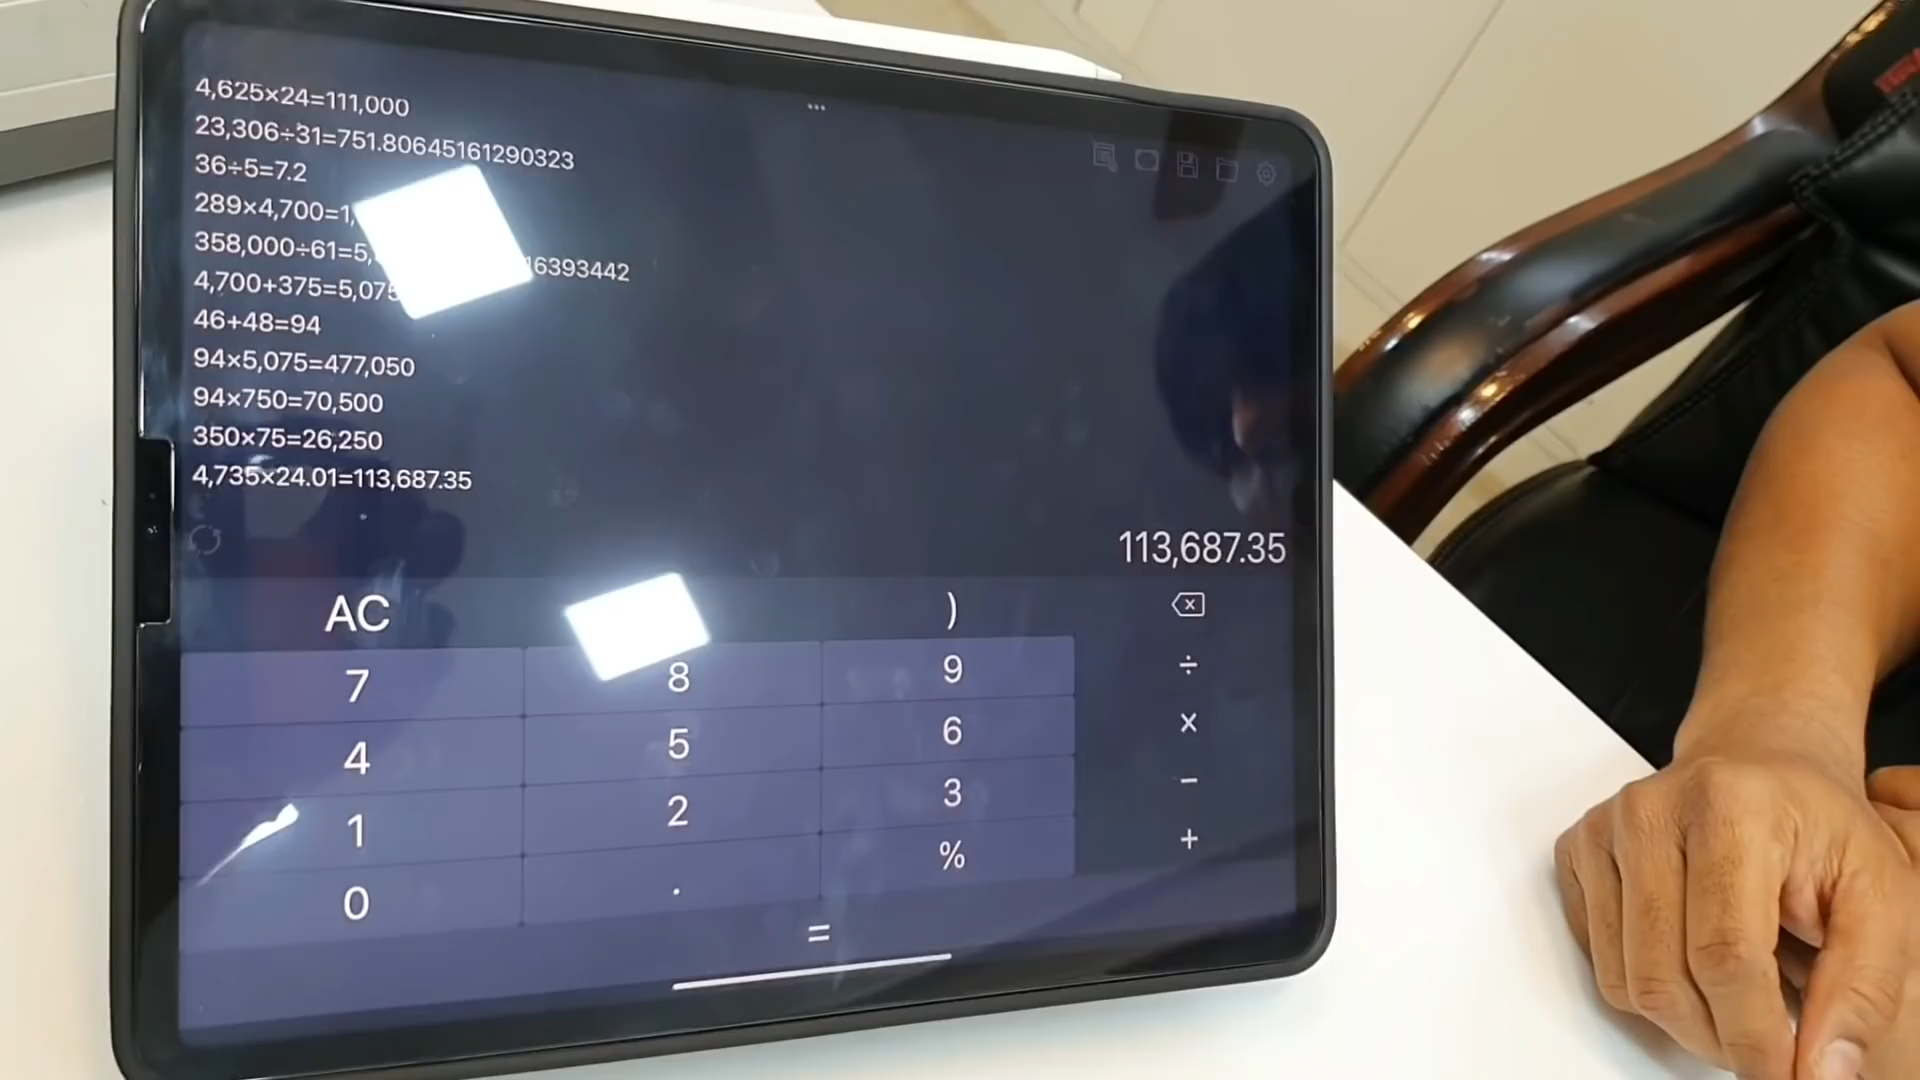 4,625×24=111,000
23,306÷31=751.80645161290323
36÷5=7.2
289×4,700=1,
358,000÷61=5, 16393442
4,700+375=5,075
46+48=94
94×5,075=477,050
94×750=70,500
350×75=26,250
4,735×24.01=113,687.35
113,687.35
AC )
7 8 9 ÷
4 5 6 ×
1 2 3 −
0 . % +
=